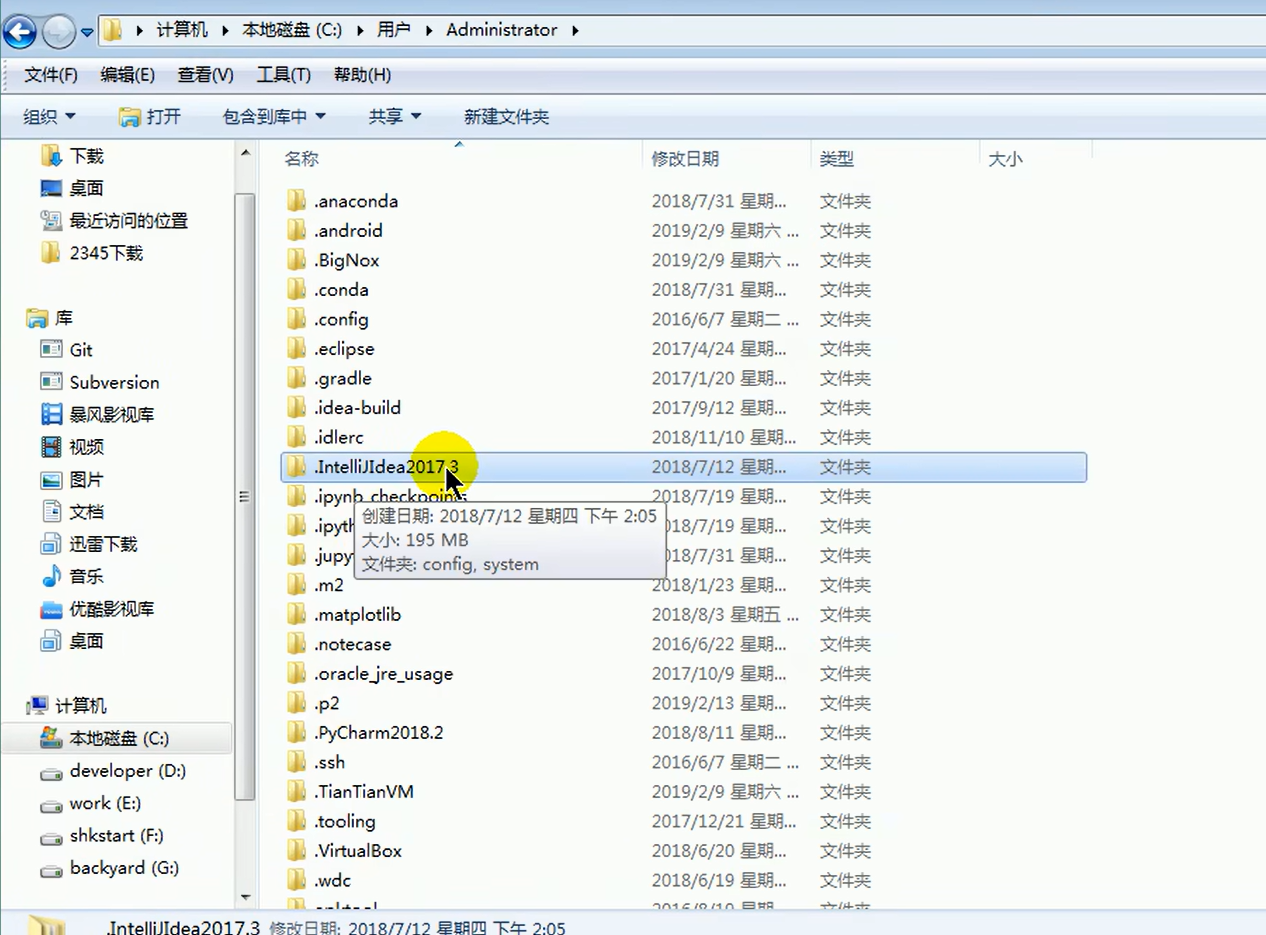 计算机 本地磁盘 (C:) 用户 Administrator
文件(F) 编辑(E) 查看(V) 工具(T) 帮助(H)
组织 打开 包含到库中 共享 新建文件夹
下载
桌面
最近访问的位置
2345下载
库
Git
Subversion
暴风影视库
视频
图片
文档
迅雷下载
音乐
优酷影视库
桌面
计算机
本地磁盘 (C:)
developer (D:)
work (E:)
shkstart (F:)
backyard (G:)
名称 修改日期 类型 大小
.anaconda 2018/7/31 星期... 文件夹
.android 2019/2/9 星期六 ... 文件夹
.BigNox 2019/2/9 星期六 ... 文件夹
.conda 2018/7/31 星期... 文件夹
.config 2016/6/7 星期二 ... 文件夹
.eclipse 2017/4/24 星期... 文件夹
.gradle 2017/1/20 星期... 文件夹
.idea-build 2017/9/12 星期... 文件夹
.idlerc 2018/11/10 星期... 文件夹
.IntelliJIdea2017.3 2018/7/12 星期... 文件夹
.ipynb_checkpoints 2018/7/19 星期... 文件夹
.ipyth 018/7/19 星期... 文件夹
.jupy 018/7/31 星期... 文件夹
创建日期: 2018/7/12 星期四 下午 2:05
大小: 195 MB
文件夹: config, system
.m2 2018/1/23 星期... 文件夹
.matplotlib 2018/8/3 星期五 ... 文件夹
.notecase 2016/6/22 星期... 文件夹
.oracle_jre_usage 2017/10/9 星期... 文件夹
.p2 2019/2/13 星期... 文件夹
.PyCharm2018.2 2018/8/11 星期... 文件夹
.ssh 2016/6/7 星期二 ... 文件夹
.TianTianVM 2019/2/9 星期六 ... 文件夹
.tooling 2017/12/21 星期... 文件夹
.VirtualBox 2018/6/20 星期... 文件夹
.wdc 2018/6/19 星期... 文件夹
.IntelliJIdea2017.3 修改日期: 2018/7/12 星期四 下午 2:05